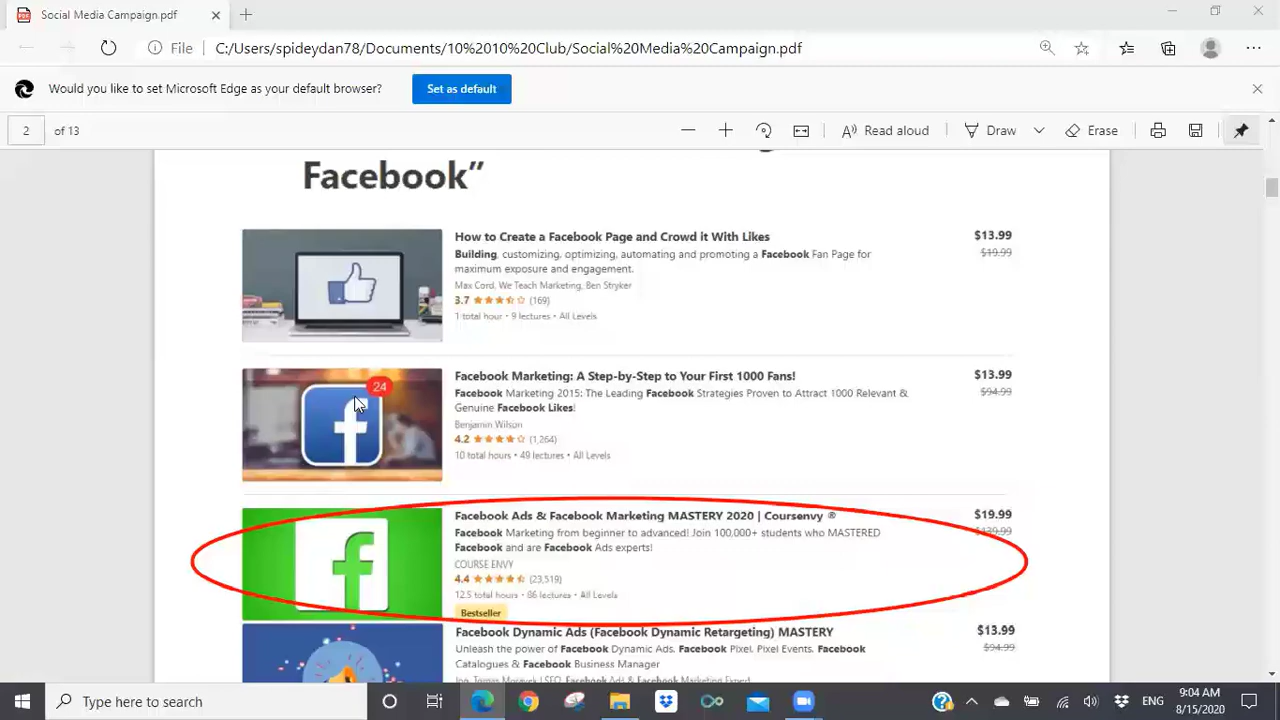 Social Media Campaign.pdf
File C:/Users/spideydan78/Documents/10%2010%20Club/Social%20Media%20Campaign.pdf
Would you like to set Microsoft Edge as your default browser? Set as default
2 of 13 Read aloud Draw Erase
Facebook”
How to Create a Facebook Page and Crowd it With Likes $13.99
Building, customizing, optimizing, automating and promoting a Facebook Fan Page for $19.99
maximum exposure and engagement.
Max Cord, We Teach Marketing, Ben Stryker
3.7 (169)
1 total hour • 9 lectures • All Levels
24
Facebook Marketing: A Step-by-Step to Your First 1000 Fans! $13.99
Facebook Marketing 2015: The Leading Facebook Strategies Proven to Attract 1000 Relevant & $94.99
Genuine Facebook Likes!
Benjamin Wilson
4.2 (1,264)
10 total hours • 49 lectures • All Levels
Facebook Ads & Facebook Marketing MASTERY 2020 | Coursenvy ® $19.99
Facebook Marketing from beginner to advanced! Join 100,000+ students who MASTERED $139.99
Facebook and are Facebook Ads experts!
COURSE ENVY
4.4 (23,519)
12.5 total hours • 86 lectures • All Levels
Bestseller
Facebook Dynamic Ads (Facebook Dynamic Retargeting) MASTERY $13.99
Unleash the power of Facebook Dynamic Ads, Facebook Pixel, Pixel Events, Facebook $94.99
Catalogues & Facebook Business Manager
Facebook Ads & Facebook Marketing Expert
Type here to search
ENG
9:04 AM
8/15/2020